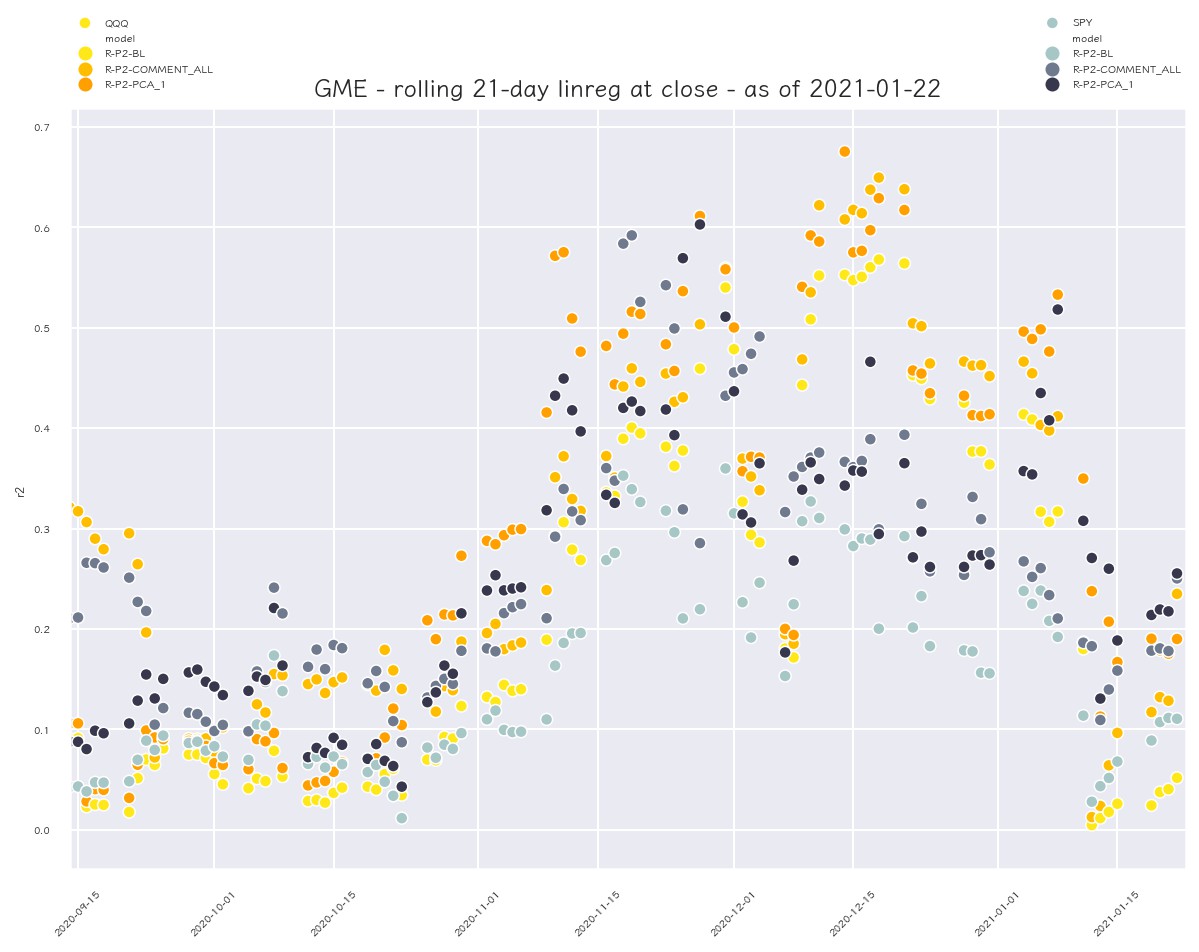 QQQ
model
R-P2-BL
R-P2-COMMENT_ALL
R-P2-PCA_1
SPY
model
R-P2-BL
R-P2-COMMENT_ALL
R-P2-PCA_1
GME - rolling 21-day linreg at close - as of 2021-01-22
0.7
0.6
0.5
0.4
0.3
0.2
0.1
0.0
r2
2020-09-15
2020-10-01
2020-10-15
2020-11-01
2020-11-15
2020-12-01
2020-12-15
2021-01-01
2021-01-15